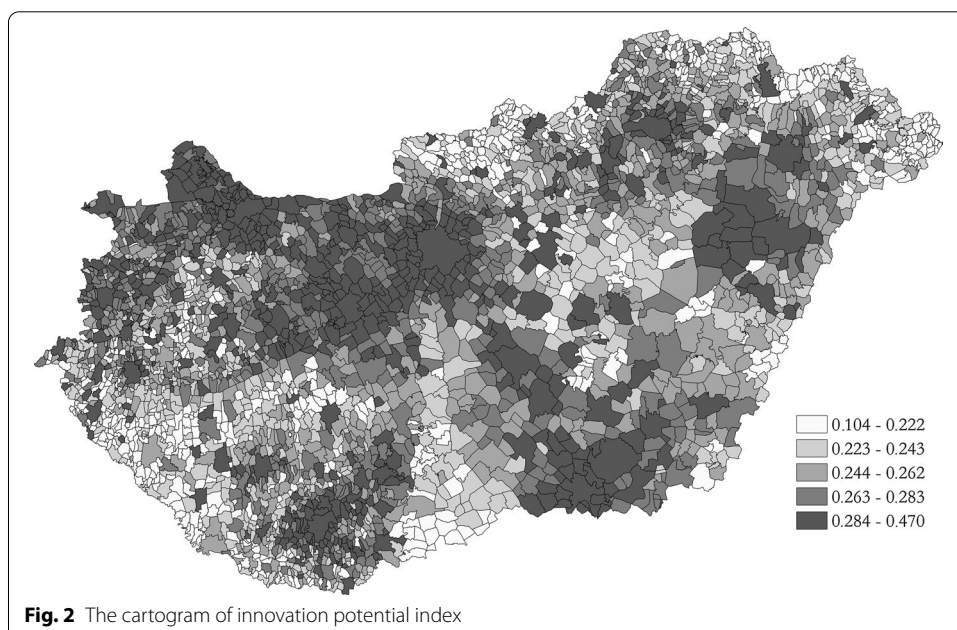 0.104 - 0.222
0.223 - 0.243
0.244 - 0.262
0.263 - 0.283
0.284 - 0.470
Fig. 2 The cartogram of innovation potential index